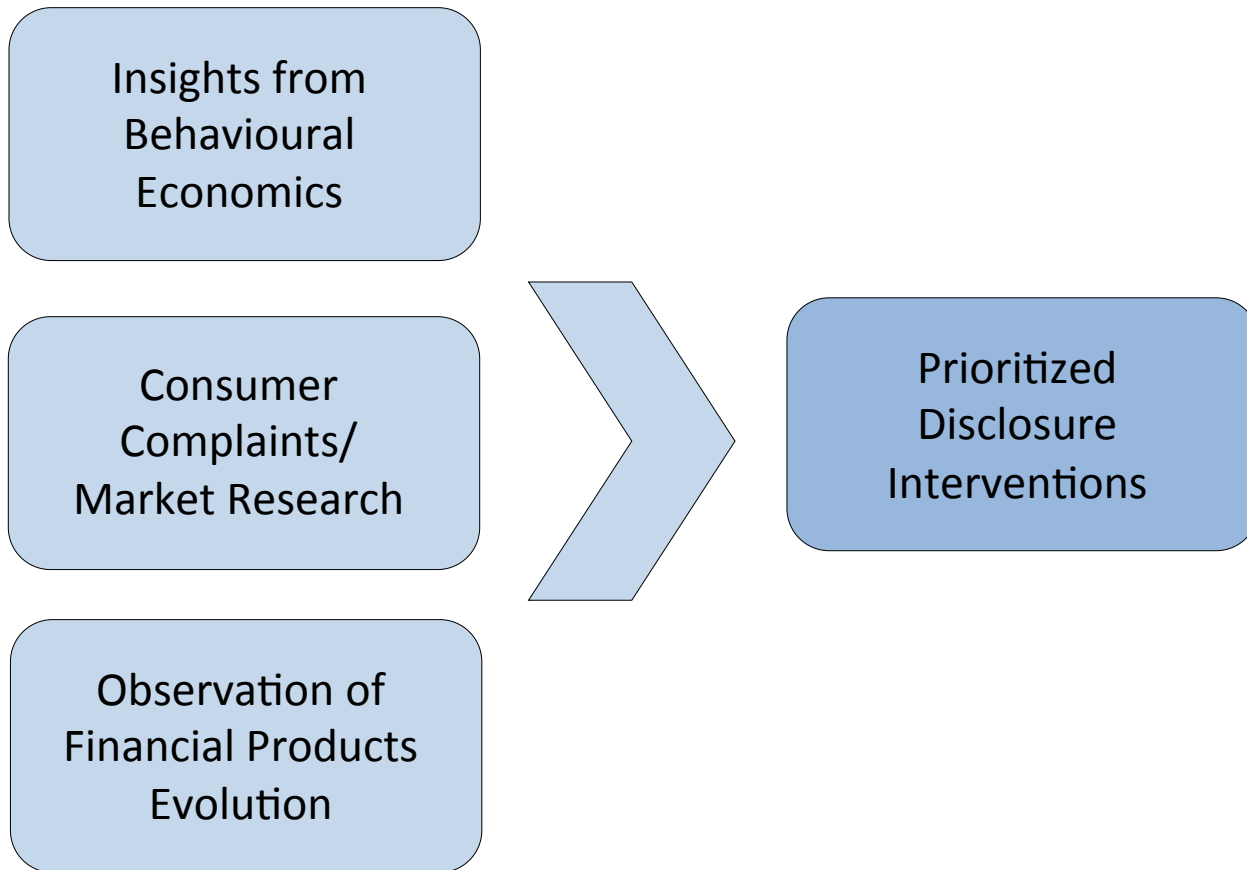 Insights from
Behavioural
Economics
Consumer
Complaints/
Market Research
Observation of
Financial Products
Evolution
Prioritized
Disclosure
Interventions